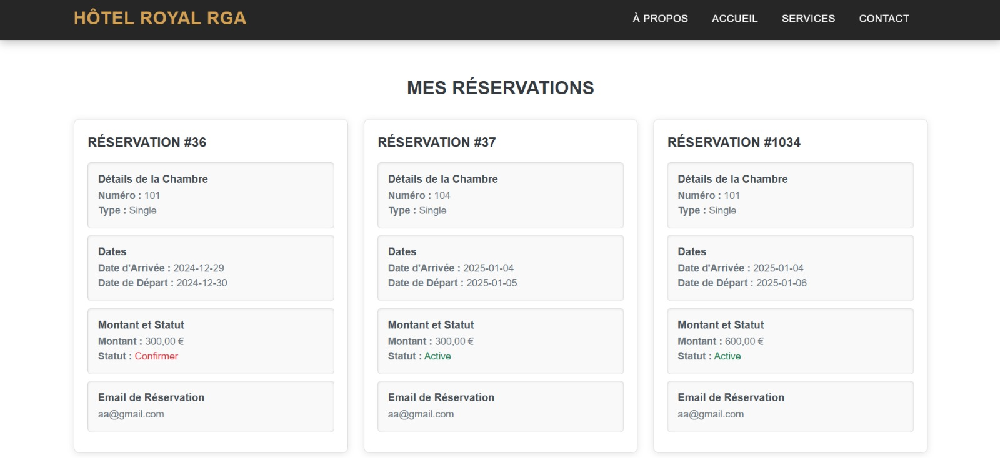 HÔTEL ROYAL RGA
À PROPOS ACCUEIL SERVICES CONTACT
MES RÉSERVATIONS
RÉSERVATION #36
Détails de la Chambre
Numéro : 101
Type : Single
Dates
Date d'Arrivée : 2024-12-29
Date de Départ : 2024-12-30
Montant et Statut
Montant : 300,00 €
Statut : Confirmer
Email de Réservation
aa@gmail.com
RÉSERVATION #37
Détails de la Chambre
Numéro : 104
Type : Single
Dates
Date d'Arrivée : 2025-01-04
Date de Départ : 2025-01-05
Montant et Statut
Montant : 300,00 €
Statut : Active
Email de Réservation
aa@gmail.com
RÉSERVATION #1034
Détails de la Chambre
Numéro : 101
Type : Single
Dates
Date d'Arrivée : 2025-01-04
Date de Départ : 2025-01-06
Montant et Statut
Montant : 600,00 €
Statut : Active
Email de Réservation
aa@gmail.com